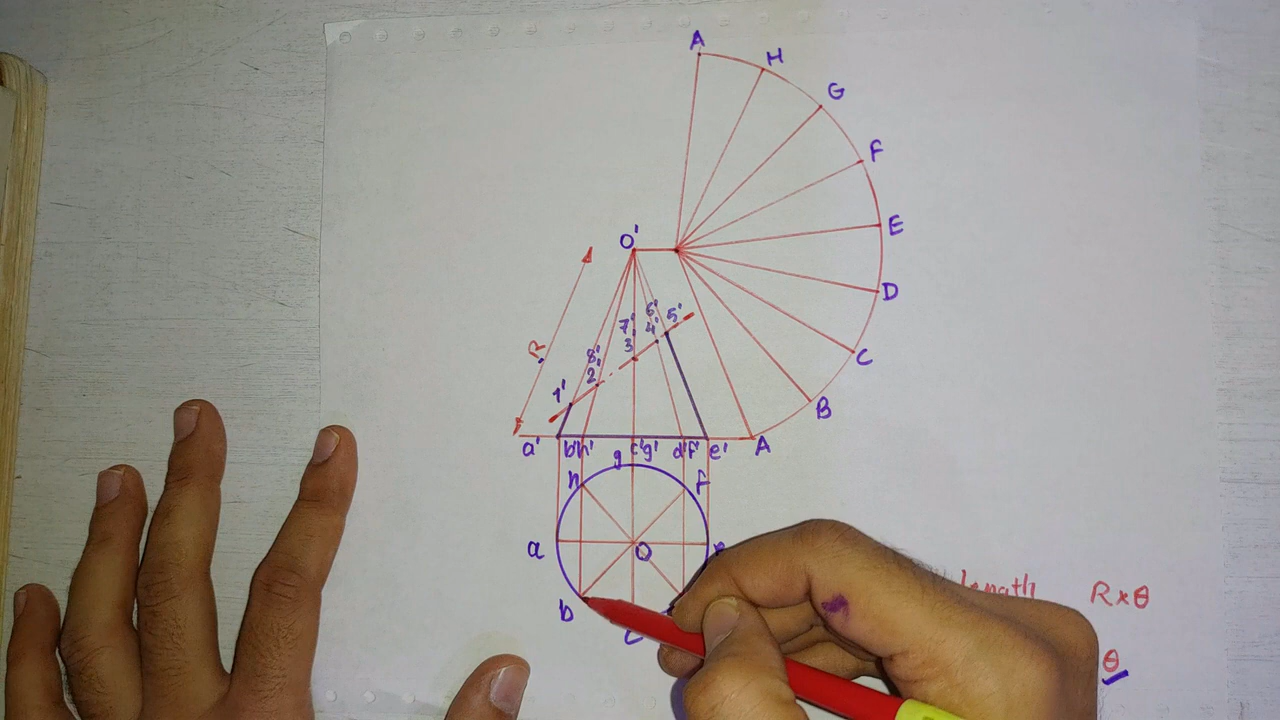 A
H
G
F
E
D
C
B
A
O'
R
7'
6'
5'
4'
3'
8'
2'
1'
a'
b'h'
c'g'
d'f'
e'
g
h
f
a
O
b
length R×θ
θ